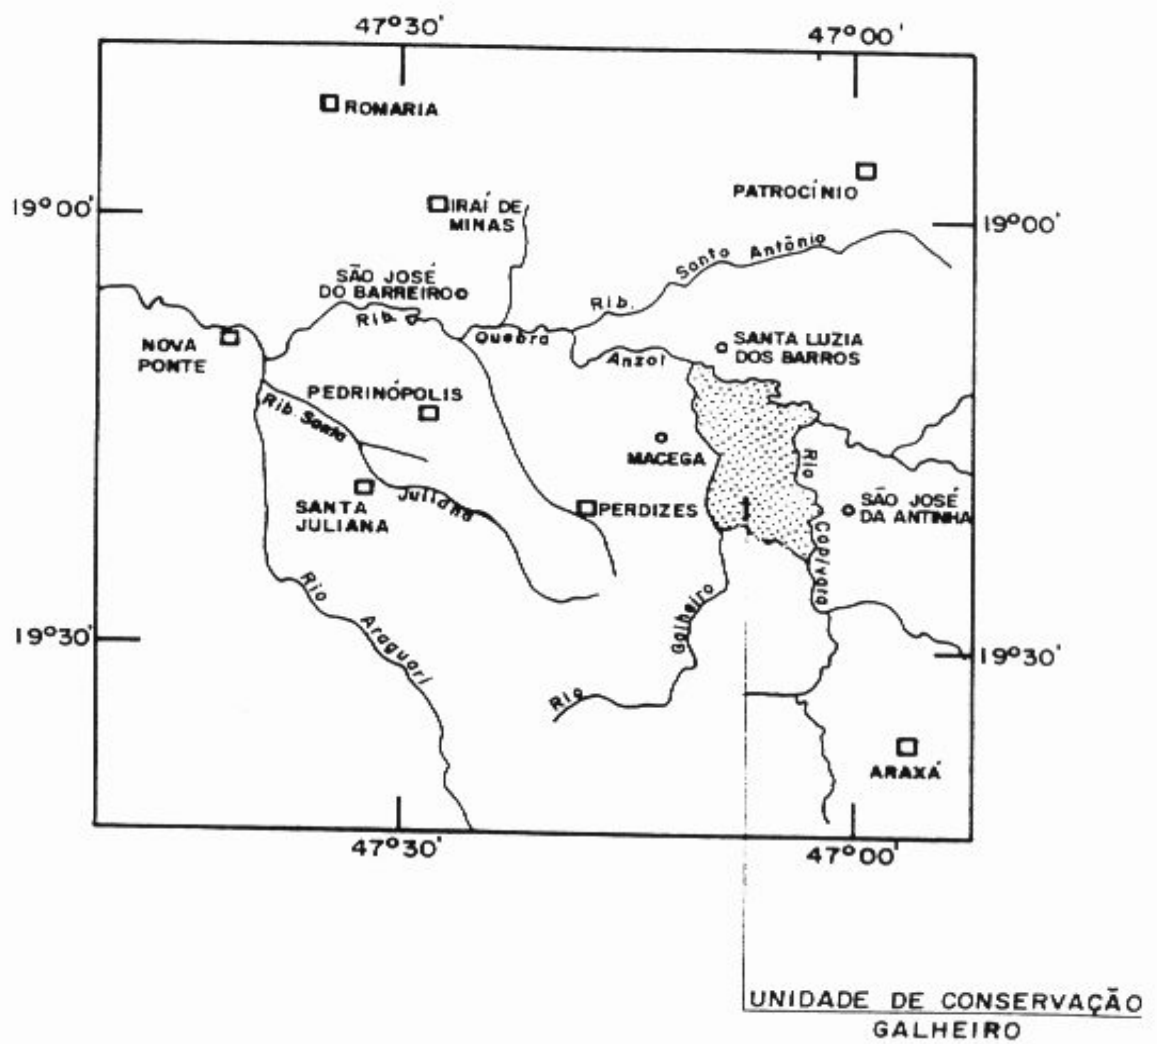 47°30'
47°00'
ROMARIA
PATROCÍNIO
19°00'
IRAÍ DE
MINAS
19°00'
Rib. Santo Antônio
SÃO JOSÉ
DO BARREIRO
Rib. Quebra Anzol
NOVA
PONTE
SANTA LUZIA
DOS BARROS
PEDRINÓPOLIS
Rib. Santa Juliana
MACEGA
SANTA
JULIANA
PERDIZES
Rio Capivara
SÃO JOSÉ
DA ANTINHA
Rio Araguari
Rio Galheiro
19°30'
19°30'
ARAXÁ
47°30'
47°00'
UNIDADE DE CONSERVAÇÃO
GALHEIRO